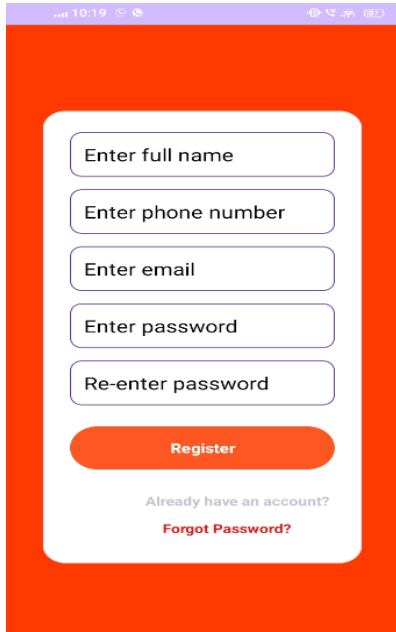 10:19
Enter full name
Enter phone number
Enter email
Enter password
Re-enter password
Register
Already have an account?
Forgot Password?